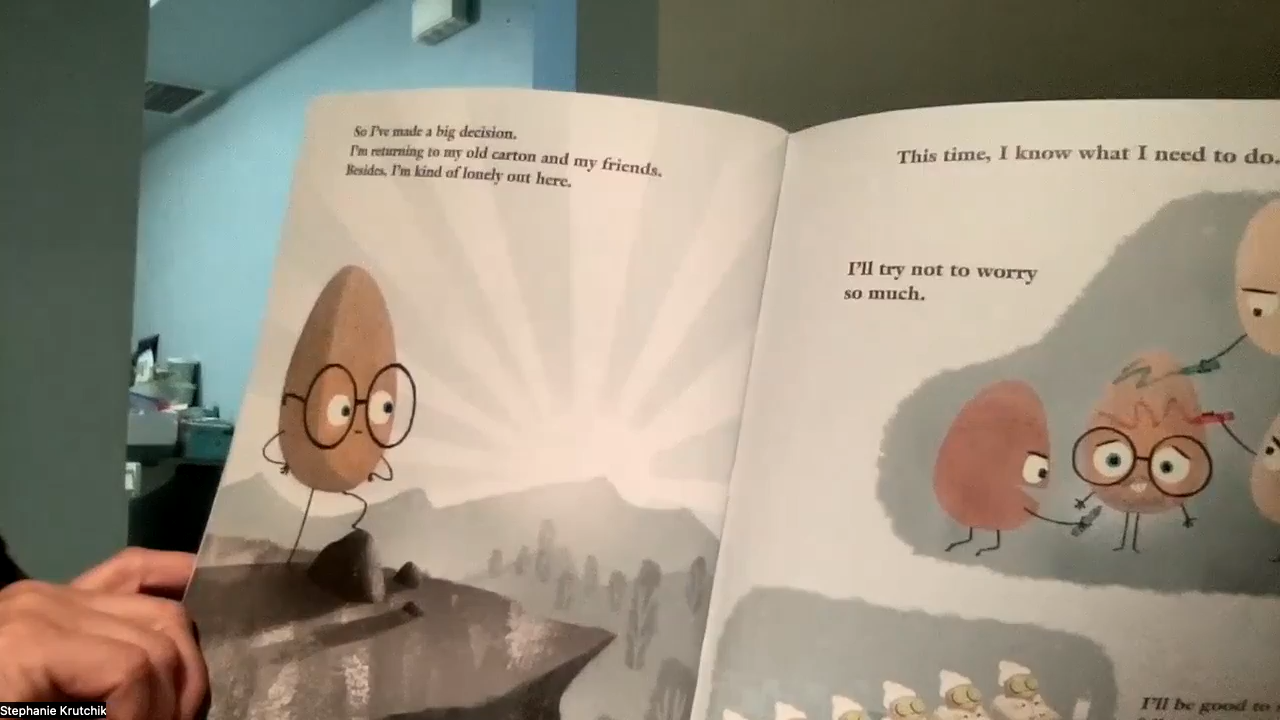 So I've made a big decision.
I'm returning to my old carton and my friends.
Besides, I'm kind of lonely out here.
This time, I know what I need to do.
I'll try not to worry
so much.
I'll be good to
Stephanie Krutchik